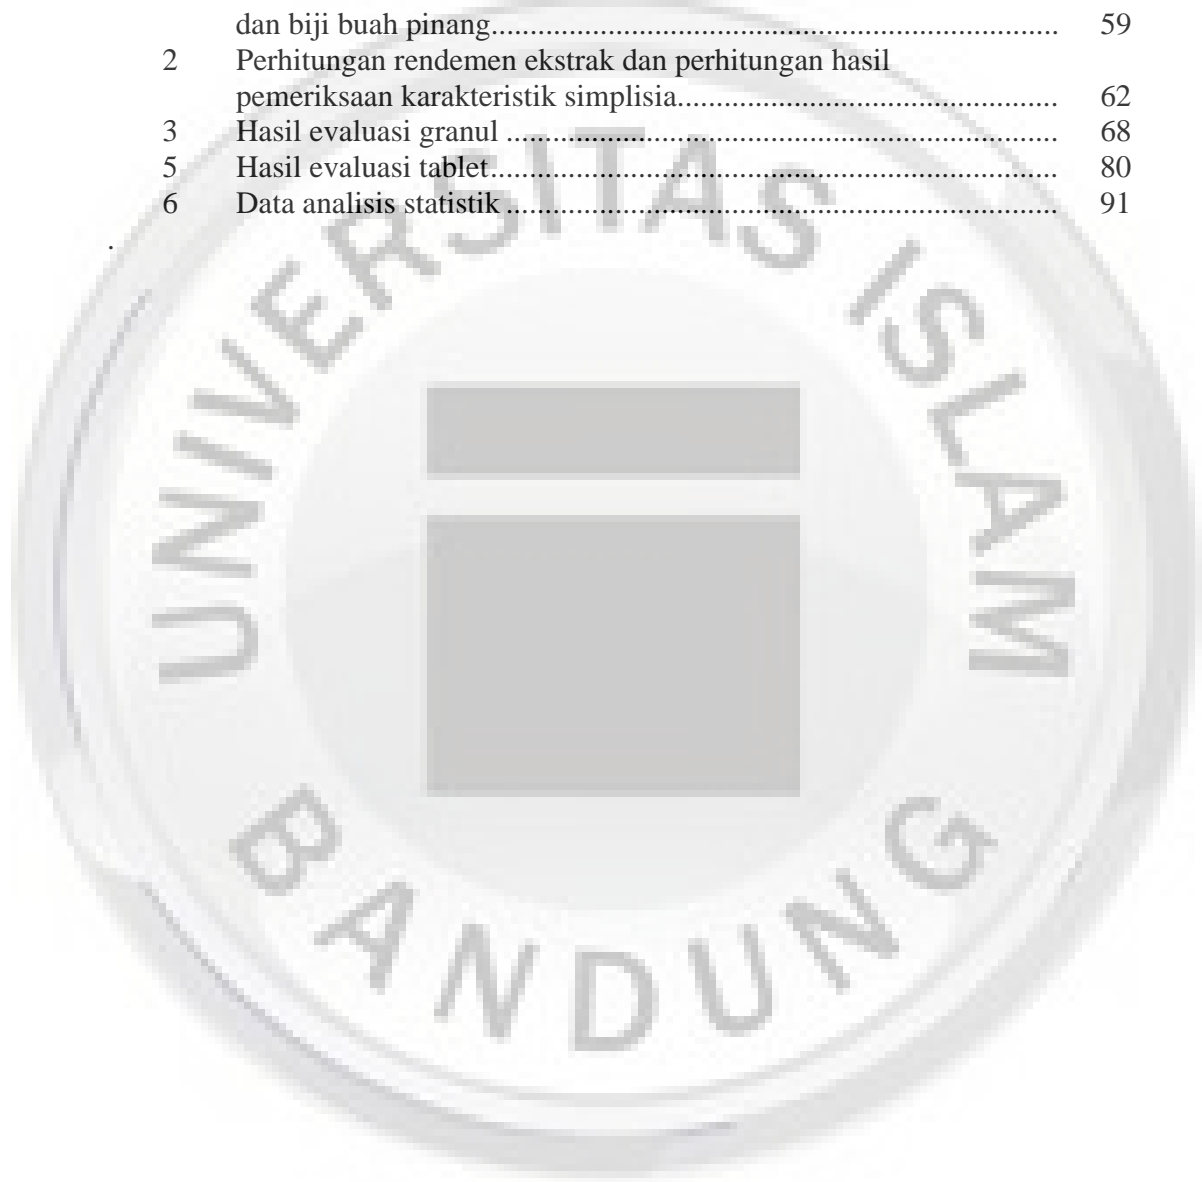 dan biji buah pinang...................................................................... 59
2 Perhitungan rendemen ekstrak dan perhitungan hasil
pemeriksaan karakteristik simplisia............................................... 62
3 Hasil evaluasi granul ..................................................................... 68
5 Hasil evaluasi tablet....................................................................... 80
6 Data analisis statistik ..................................................................... 91
.
UNIVERSITAS ISLAM
BANDUNG